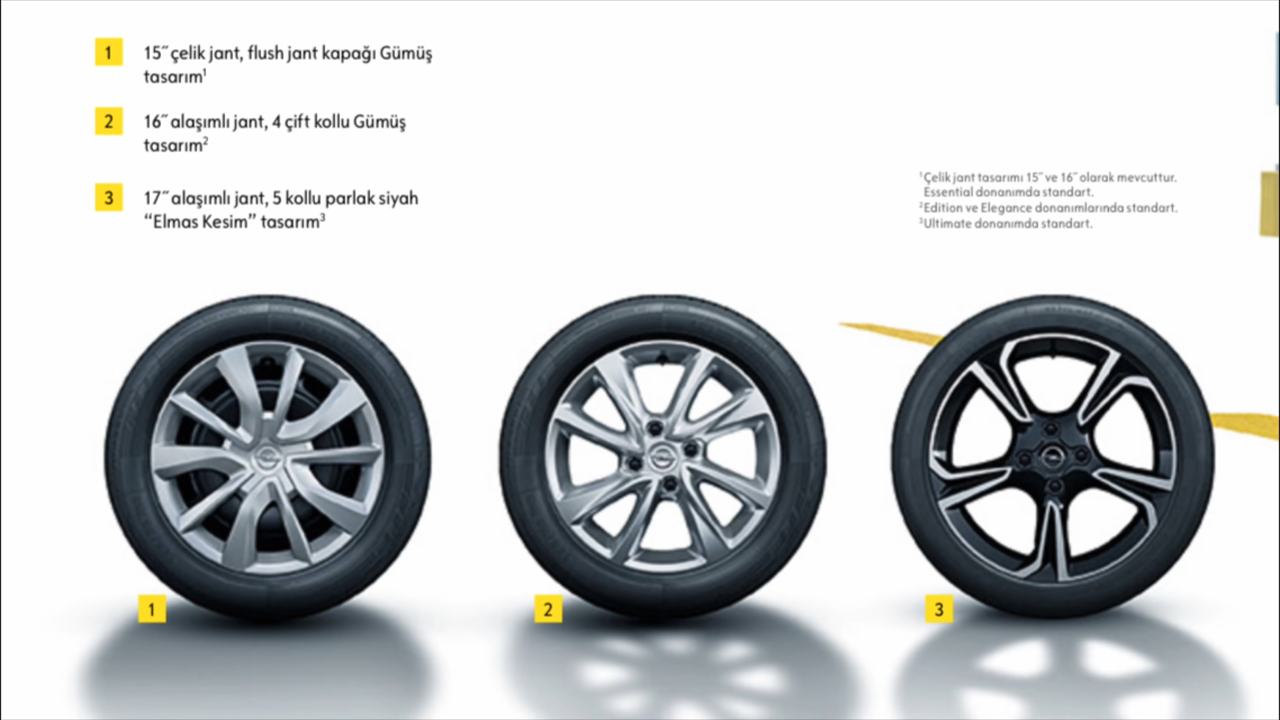 1 15˝ çelik jant, flush jant kapağı Gümüş
tasarım¹
2 16˝ alaşımlı jant, 4 çift kollu Gümüş
tasarım²
3 17˝ alaşımlı jant, 5 kollu parlak siyah
“Elmas Kesim” tasarım³
¹Çelik jant tasarımı 15˝ ve 16˝ olarak mevcuttur.
Essential donanımda standart.
²Edition ve Elegance donanımlarında standart.
³Ultimate donanımda standart.
1
2
3